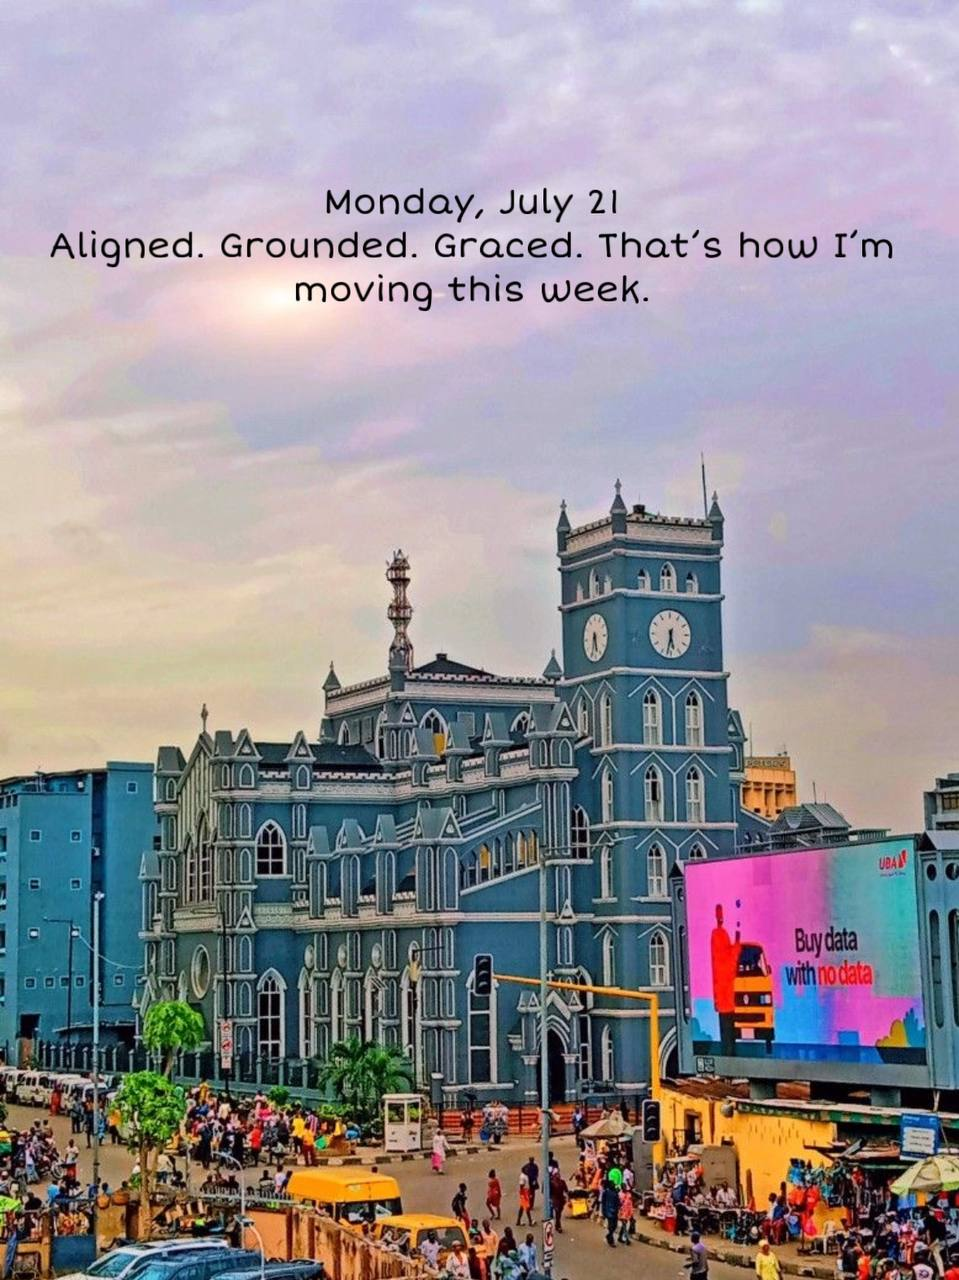 Monday, July 21
Aligned. Grounded. Graced. That's how I'm
moving this week.
UBA
Buy data
with no data